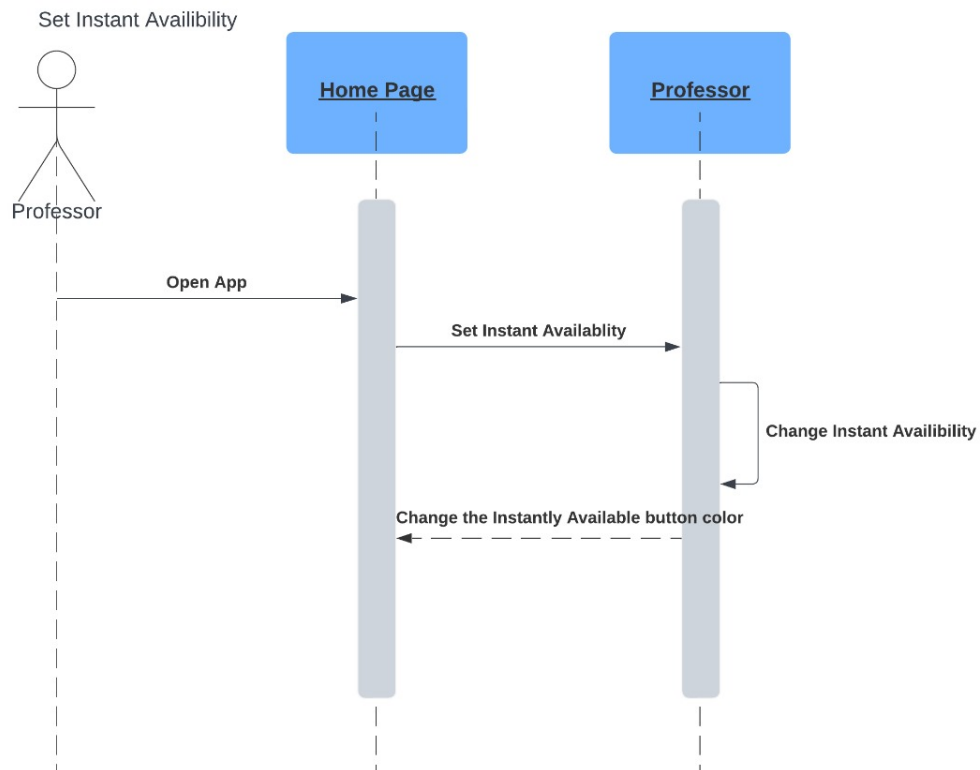 Set Instant Availibility
Home Page
Professor
Professor
Open App
Set Instant Availablity
Change Instant Availibility
Change the Instantly Available button color